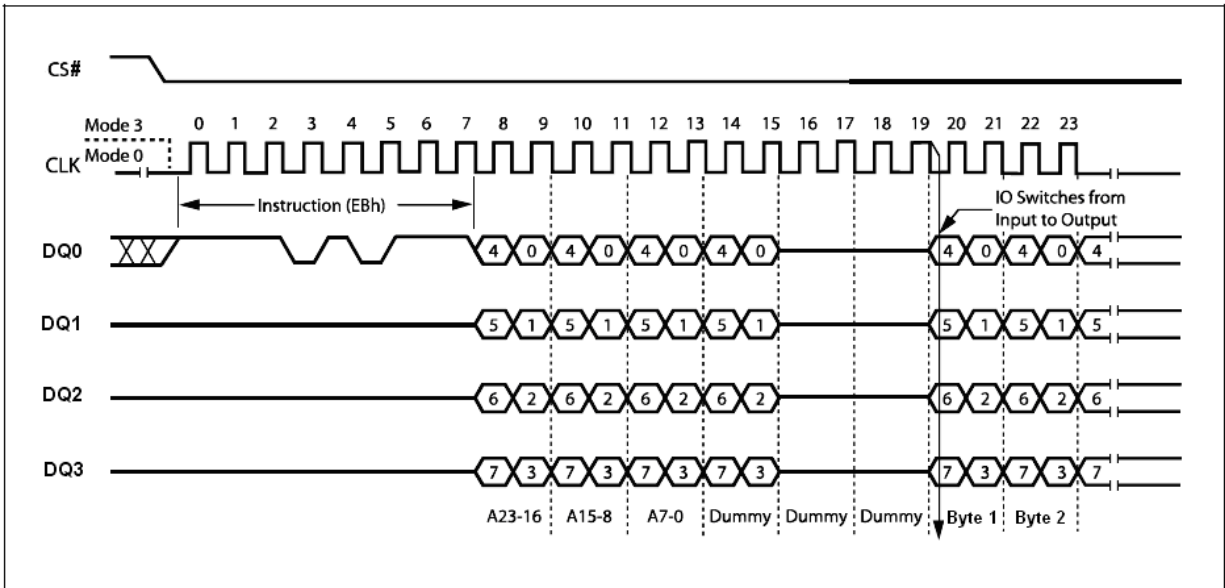 CS#
Mode 3
0 1 2 3 4 5 6 7 8 9 10 11 12 13 14 15 16 17 18 19 20 21 22 23
CLK
Mode 0
Instruction (EBh)
IO Switches from
Input to Output
DQ0
4 0 4 0 4 0 4 0 4 0 4 0 4
DQ1
5 1 5 1 5 1 5 1 5 1 5 1 5
DQ2
6 2 6 2 6 2 6 2 6 2 6 2 6
DQ3
7 3 7 3 7 3 7 3 7 3 7 3 7
A23-16 A15-8 A7-0 Dummy Dummy Dummy Byte 1 Byte 2